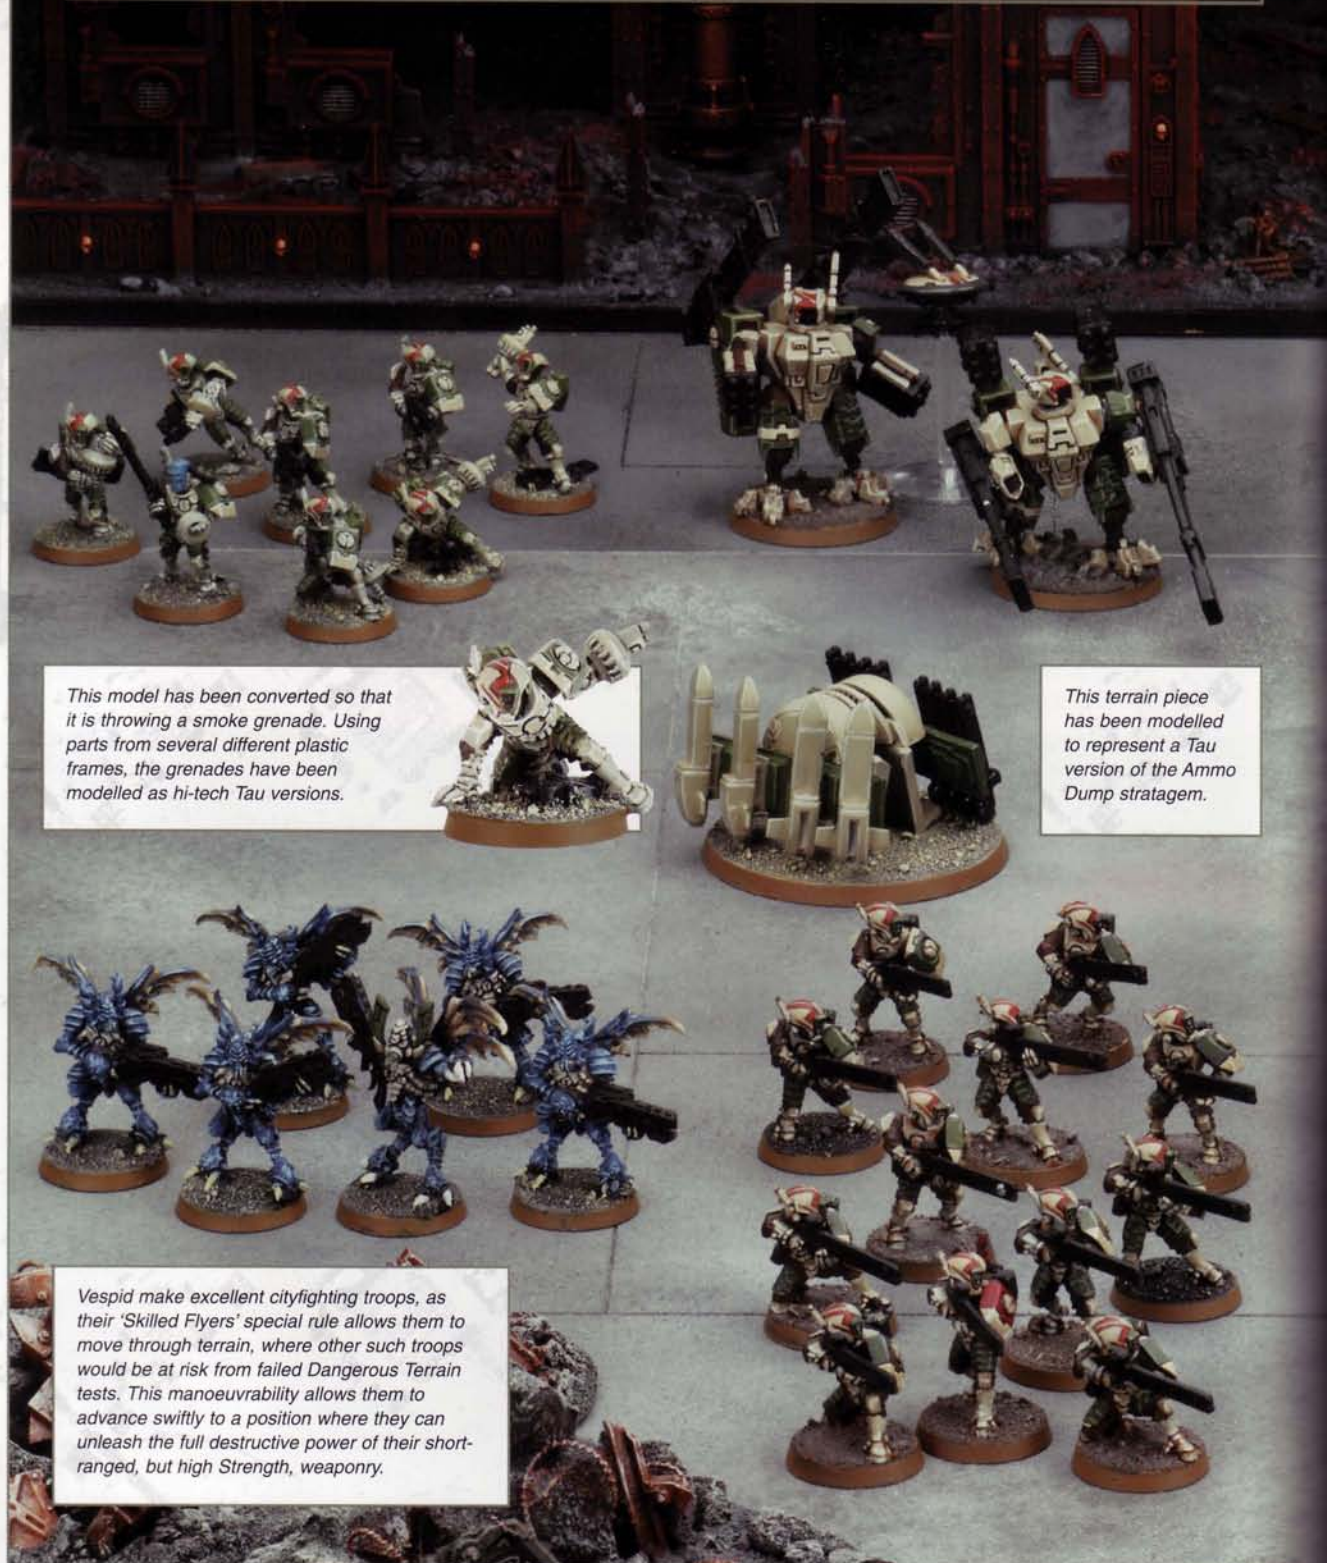 This model has been converted so that
it is throwing a smoke grenade. Using
parts from several different plastic
frames, the grenades have been
modelled as hi-tech Tau versions.
This terrain piece
has been modelled
to represent a Tau
version of the Ammo
Dump stratagem.
Vespid make excellent cityfighting troops, as
their 'Skilled Flyers' special rule allows them to
move through terrain, where other such troops
would be at risk from failed Dangerous Terrain
tests. This manoeuvrability allows them to
advance swiftly to a position where they can
unleash the full destructive power of their short-
ranged, but high Strength, weaponry.